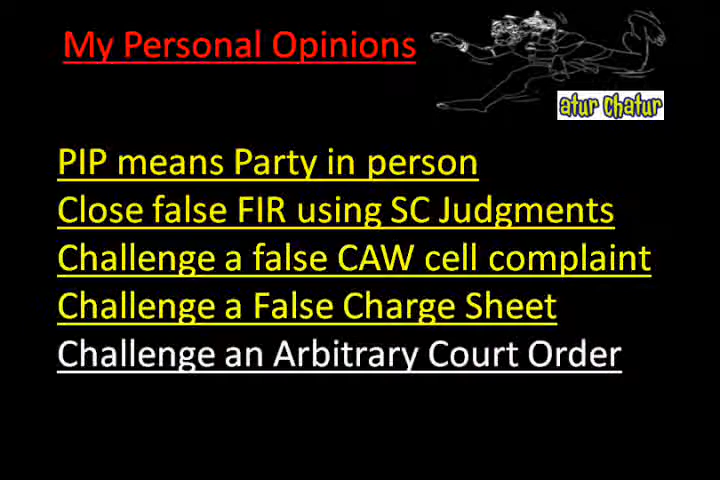 My Personal Opinions
atur chatur
PIP means Party in person
Close false FIR using SC Judgments
Challenge a false CAW cell complaint
Challenge a False Charge Sheet
Challenge an Arbitrary Court Order